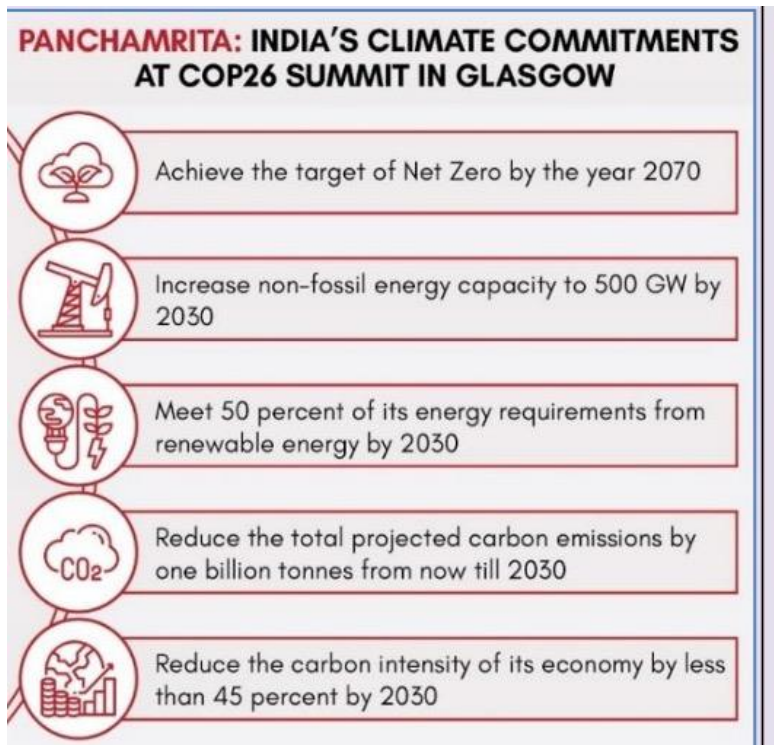 PANCHAMRITA: INDIA'S CLIMATE COMMITMENTS
AT COP26 SUMMIT IN GLASGOW
Achieve the target of Net Zero by the year 2070
Increase non-fossil energy capacity to 500 GW by
2030
Meet 50 percent of its energy requirements from
renewable energy by 2030
CO2
Reduce the total projected carbon emissions by
one billion tonnes from now till 2030
Reduce the carbon intensity of its economy by less
than 45 percent by 2030